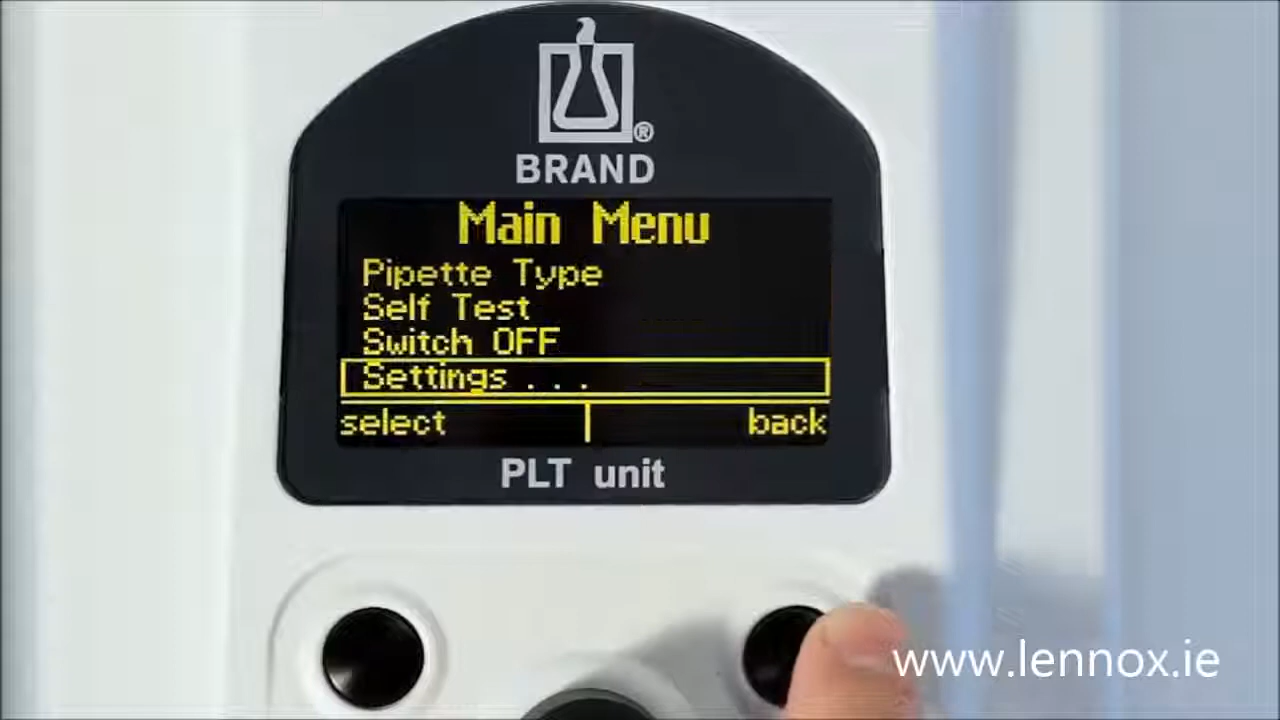 ®
BRAND
Main Menu
Pipette Type
Self Test
Switch OFF
Settings . . .
select | back
PLT unit
www.lennox.ie